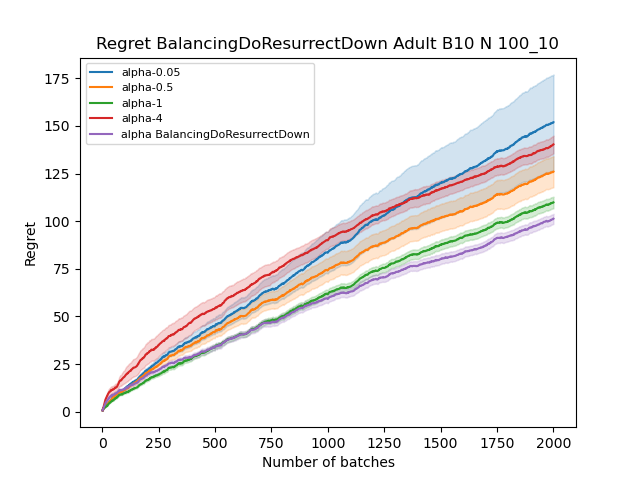 Regret BalancingDoResurrectDown Adult B10 N 100_10
alpha-0.05
alpha-0.5
alpha-1
alpha-4
alpha BalancingDoResurrectDown
175
150
125
100
75
50
25
0
Regret
0 250 500 750 1000 1250 1500 1750 2000
Number of batches